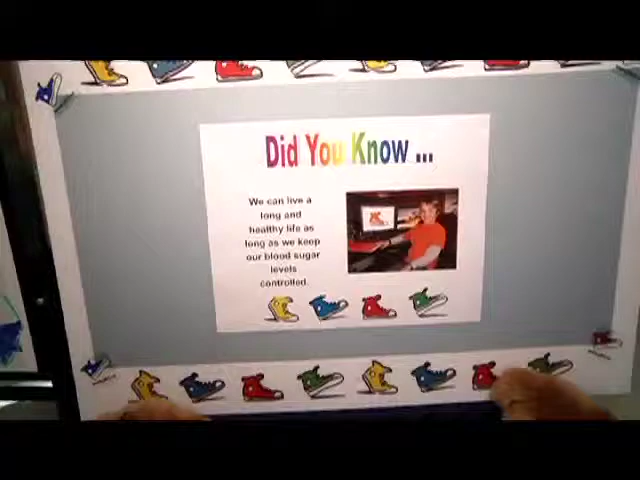 Did You Know ...
We can live a
long and
healthy life as
long as we keep
our blood sugar
levels
controlled.